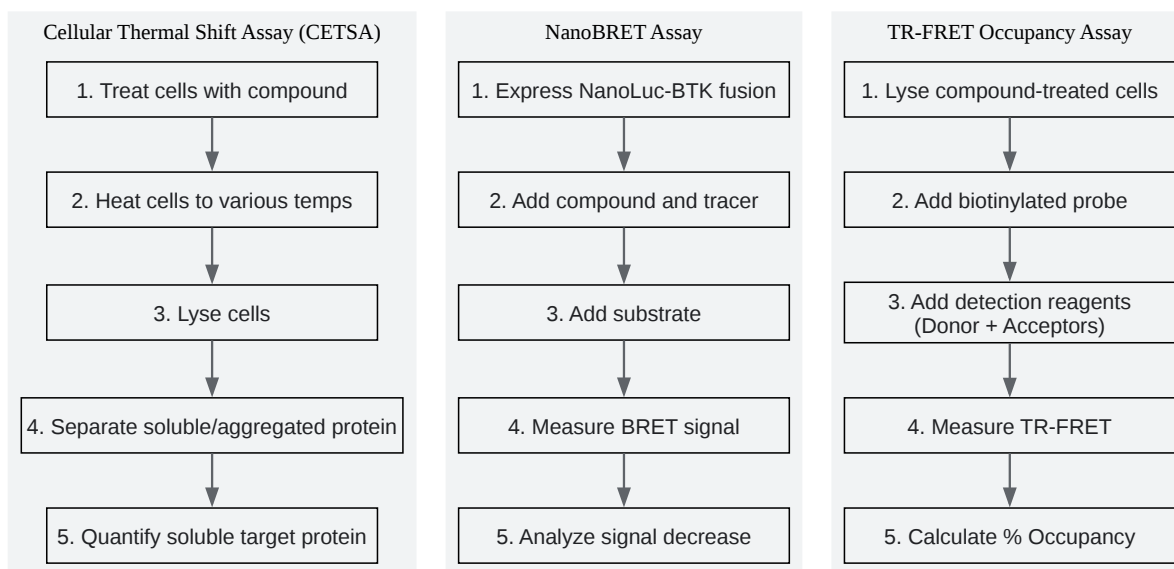 Cellular Thermal Shift Assay (CETSA)
1. Treat cells with compound
2. Heat cells to various temps
3. Lyse cells
4. Separate soluble/aggregated protein
5. Quantify soluble target protein
NanoBRET Assay
1. Express NanoLuc-BTK fusion
2. Add compound and tracer
3. Add substrate
4. Measure BRET signal
5. Analyze signal decrease
TR-FRET Occupancy Assay
1. Lyse compound-treated cells
2. Add biotinylated probe
3. Add detection reagents
(Donor + Acceptors)
4. Measure TR-FRET
5. Calculate % Occupancy